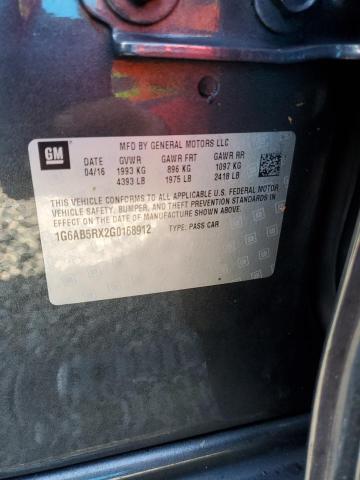 GM
MFD BY GENERAL MOTORS LLC
DATE GVWR GAWR FRT GAWR RR
04/16 1993 KG 896 KG 1097 KG
4393 LB 1975 LB 2418 LB
THIS VEHICLE CONFORMS TO ALL APPLICABLE U.S. FEDERAL MOTOR
VEHICLE SAFETY, BUMPER, AND THEFT PREVENTION STANDARDS
IN EFFECT ON THE DATE OF MANUFACTURE SHOWN ABOVE.
1G6AB5RX2G0168912 TYPE: PASS CAR